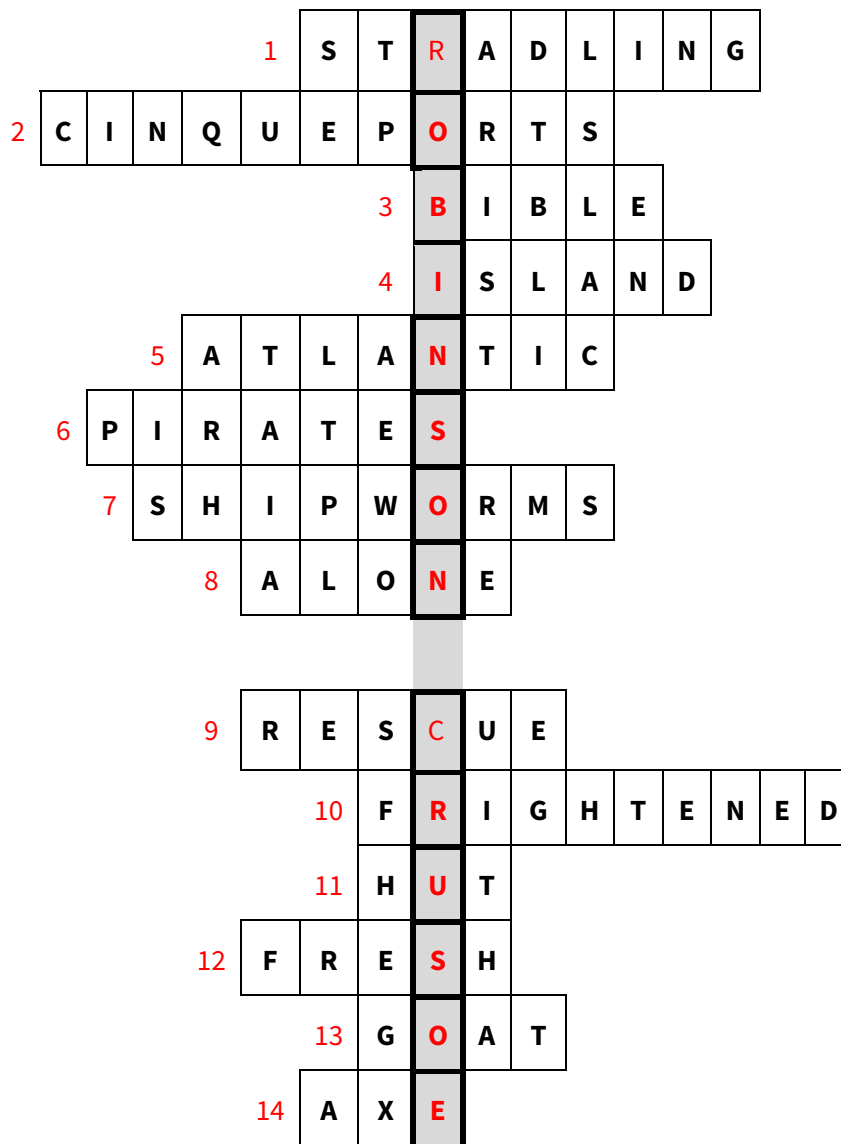 1 STRADLING
2 CINQUEPORTS
3 BIBLE
4 ISLAND
5 ATLANTIC
6 PIRATES
7 SHIPWORMS
8 ALONE
9 RESCUE
10 FRIGHTENED
11 HUT
12 FRESH
13 GOAT
14 AXE